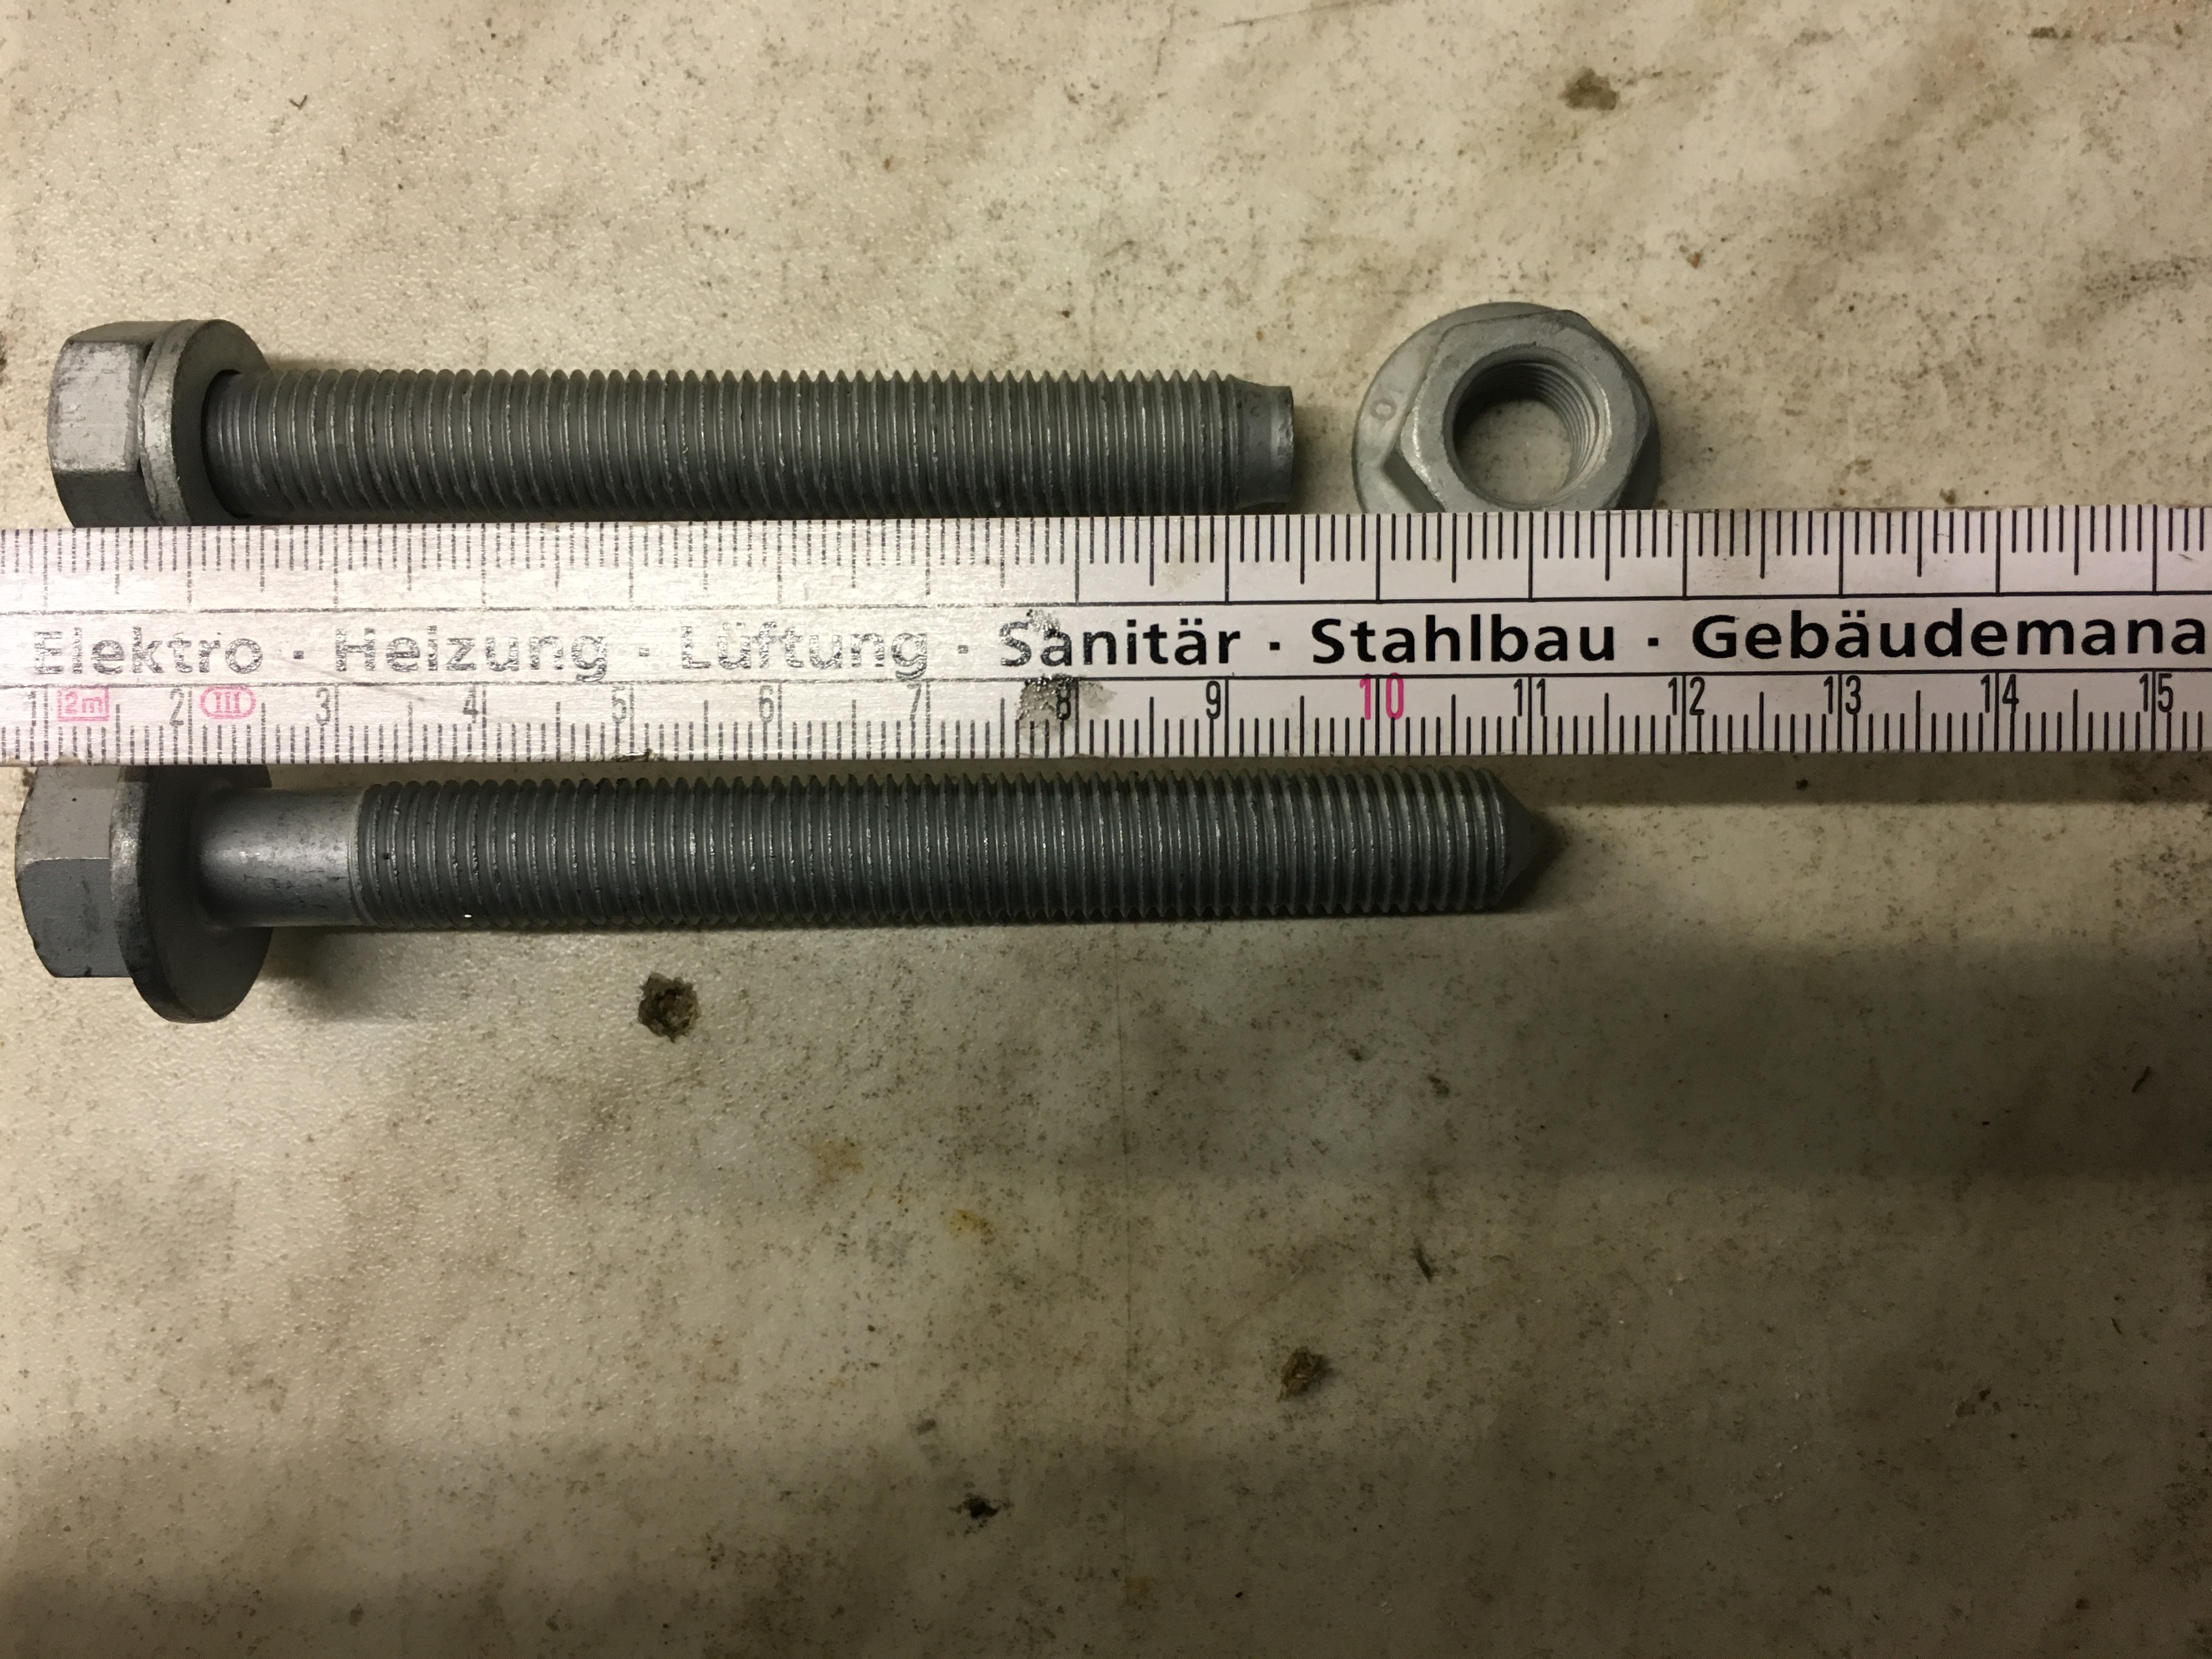 Elektro · Heizung · Lüftung · Sanitär · Stahlbau · Gebäudemana
1 2m 2 III 3 4 5 6 7 8 9 10 11 12 13 14 15